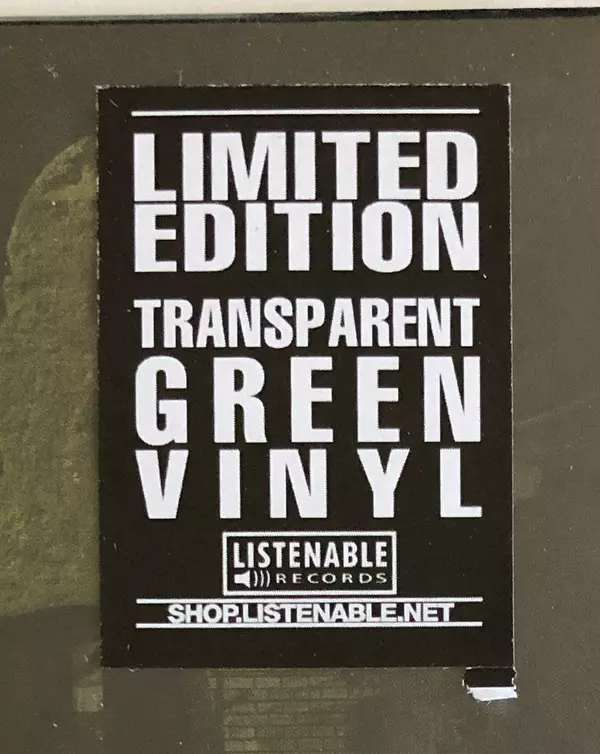 LIMITED
EDITION
TRANSPARENT
GREEN
VINYL
LISTENABLE
RECORDS
SHOP.LISTENABLE.NET